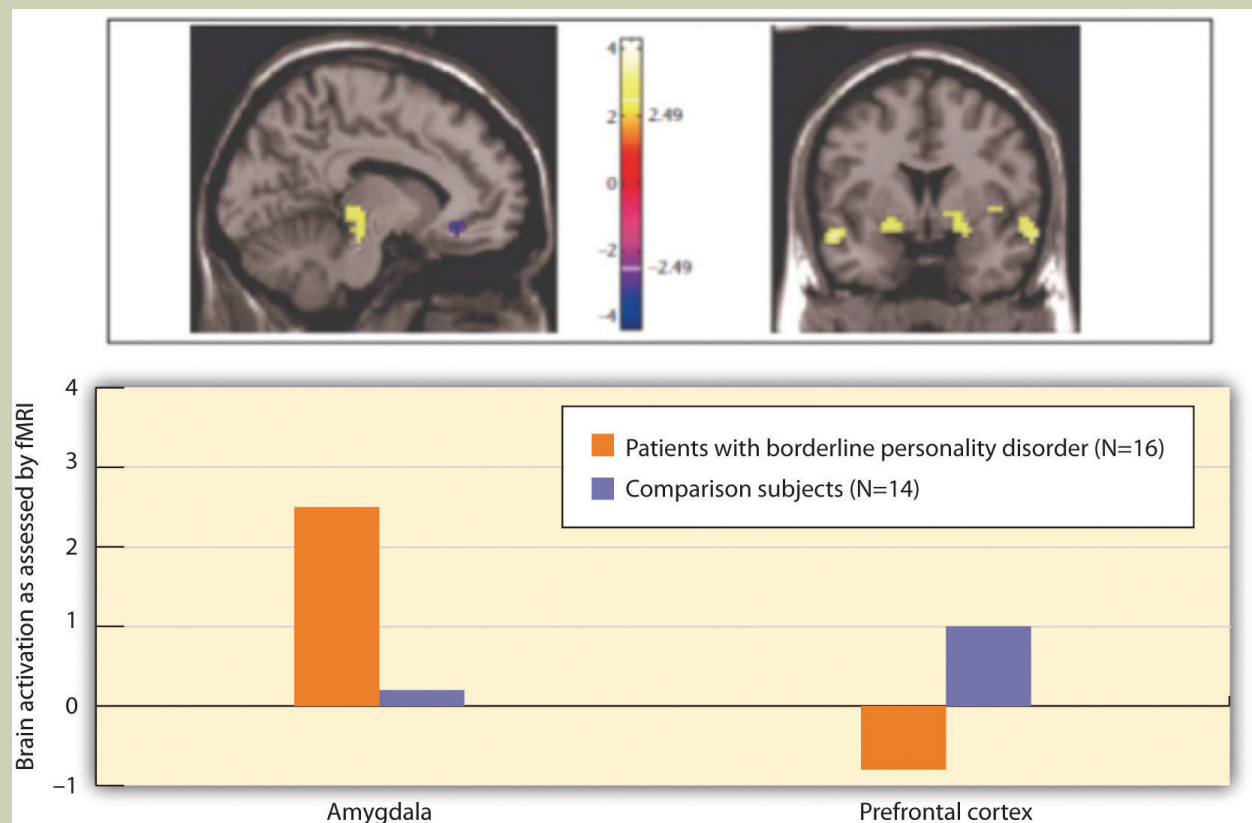 4
2
2.49
0
−2
−2.49
−4
Brain activation as assessed by fMRI
4
3
2
1
0
−1
Patients with borderline personality disorder (N=16)
Comparison subjects (N=14)
Amygdala
Prefrontal cortex